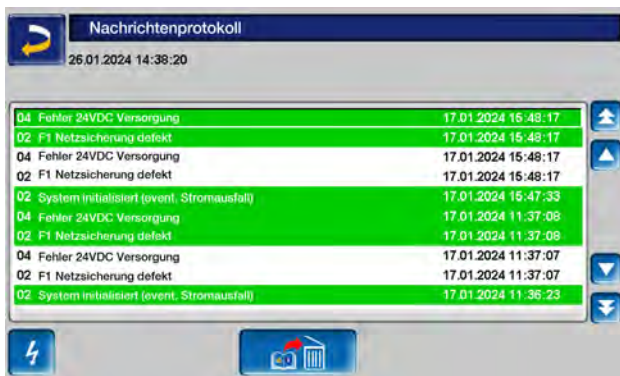 Nachrichtenprotokoll
26.01.2024 14:38:20
04 Fehler 24VDC Versorgung 17.01.2024 15:48:17
02 F1 Netzsicherung defekt 17.01.2024 15:48:17
04 Fehler 24VDC Versorgung 17.01.2024 15:48:17
02 F1 Netzsicherung defekt 17.01.2024 15:48:17
02 System initialisiert (event. Stromausfall) 17.01.2024 15:47:33
04 Fehler 24VDC Versorgung 17.01.2024 11:37:08
02 F1 Netzsicherung defekt 17.01.2024 11:37:08
04 Fehler 24VDC Versorgung 17.01.2024 11:37:07
02 F1 Netzsicherung defekt 17.01.2024 11:37:07
02 System initialisiert (event. Stromausfall) 17.01.2024 11:36:23